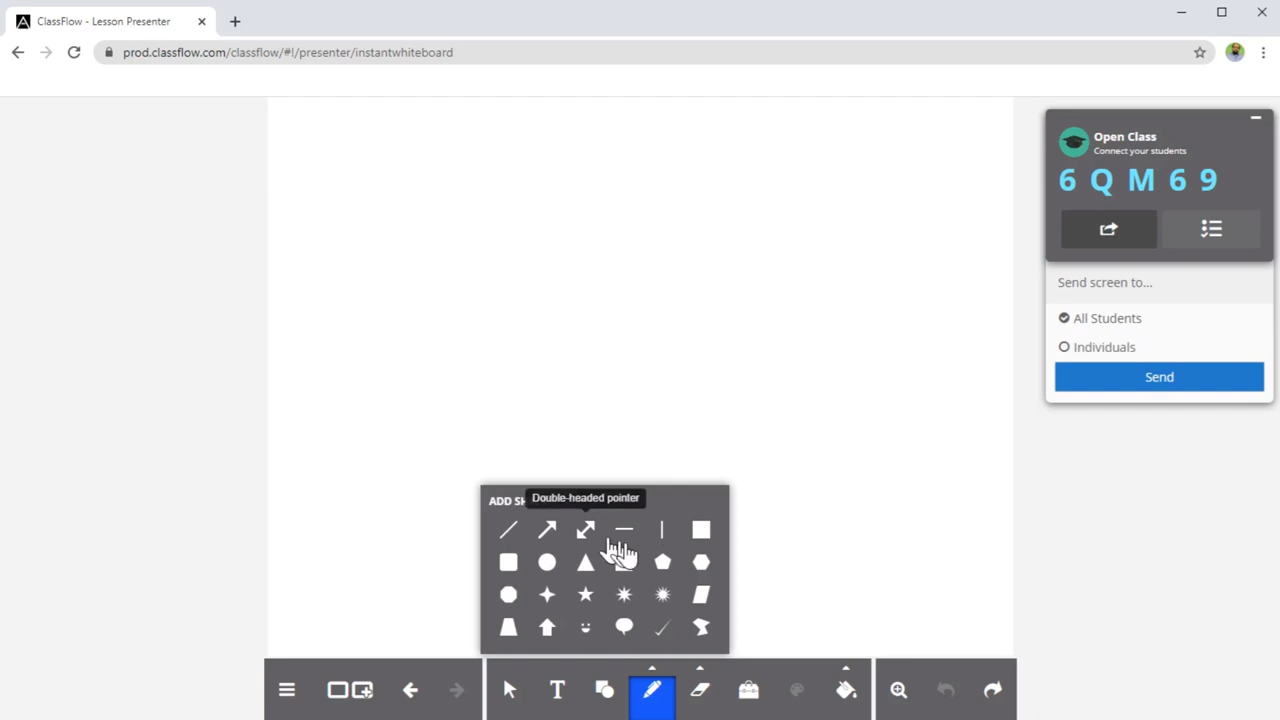 ClassFlow - Lesson Presenter
prod.classflow.com/classflow/#!/presenter/instantwhiteboard
Open Class
Connect your students
6 Q M 6 9
Send screen to...
All Students
Individuals
Send
Double-headed pointer
ADD
T